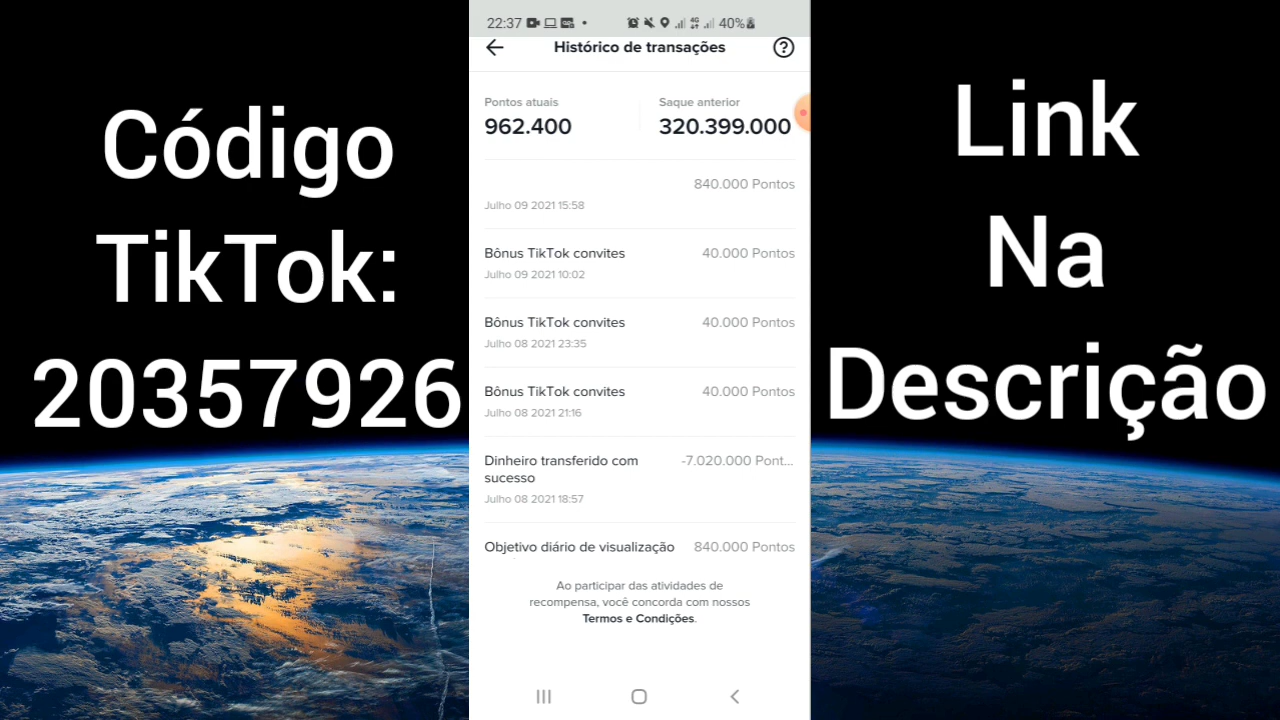 Código
TikTok:
20357926
22:37
4G
40%
Histórico de transações
Pontos atuais
Saque anterior
962.400
320.399.000
840.000 Pontos
Julho 09 2021 15:58
Bônus TikTok convites
40.000 Pontos
Julho 09 2021 10:02
Bônus TikTok convites
40.000 Pontos
Julho 08 2021 23:35
Bônus TikTok convites
40.000 Pontos
Julho 08 2021 21:16
Dinheiro transferido com
sucesso
-7.020.000 Pont...
Julho 08 2021 18:57
Objetivo diário de visualização
840.000 Pontos
Ao participar das atividades de
recompensa, você concorda com nossos
Termos e Condições.
Link
Na
Descrição